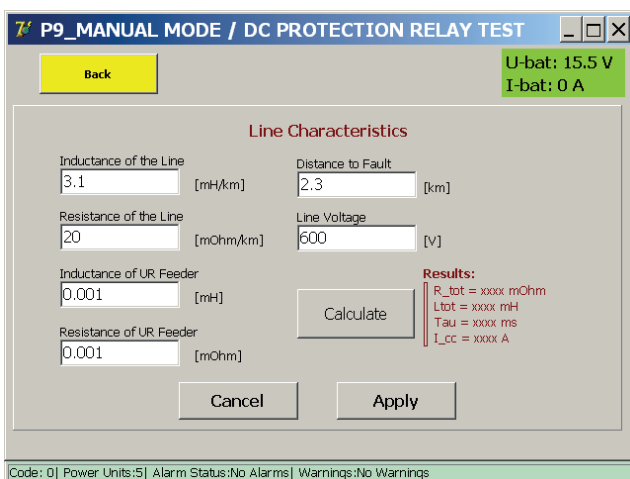 P9_MANUAL MODE / DC PROTECTION RELAY TEST
Back
U-bat: 15.5 V
I-bat: 0 A
Line Characteristics
Inductance of the Line
3.1 [mH/km]
Distance to Fault
2.3 [km]
Resistance of the Line
20 [mOhm/km]
Line Voltage
600 [V]
Inductance of UR Feeder
0.001 [mH]
Resistance of UR Feeder
0.001 [mOhm]
Calculate
Results:
R_tot = xxxx mOhm
Ltot = xxxx mH
Tau = xxxx ms
I_cc = xxxx A
Cancel
Apply
Code: 0| Power Units:5| Alarm Status:No Alarms| Warnings:No Warnings